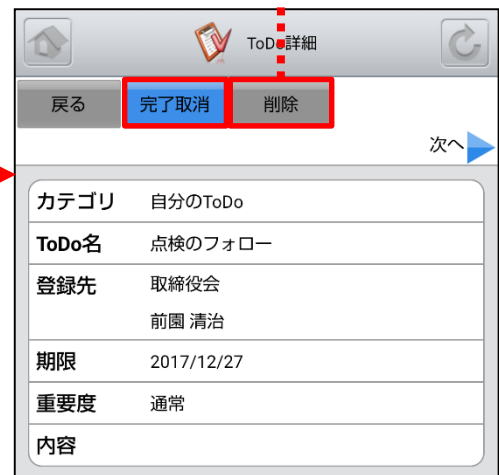 ToDo詳細
戻る 完了取消 削除
次へ
カテゴリ 自分のToDo
ToDo名 点検のフォロー
登録先 取締役会
前園 清治
期限 2017/12/27
重要度 通常
内容